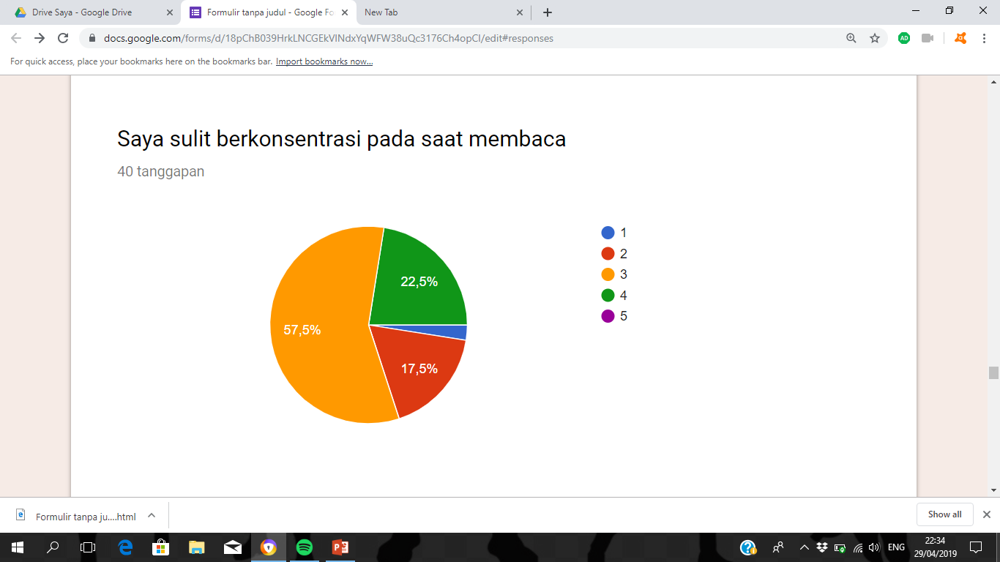 Drive Saya - Google Drive
Formulir tanpa judul - Google Fo
New Tab
docs.google.com/forms/d/18pChB039HrkLNCGEkVINdxYqWFW38uQc3176Ch4opCI/edit#responses
AD
For quick access, place your bookmarks here on the bookmarks bar. Import bookmarks now...
Saya sulit berkonsentrasi pada saat membaca
40 tanggapan
1
2
3
4
5
22,5%
57,5%
17,5%
Formulir tanpa ju....html
Show all
ENG
22:34
29/04/2019